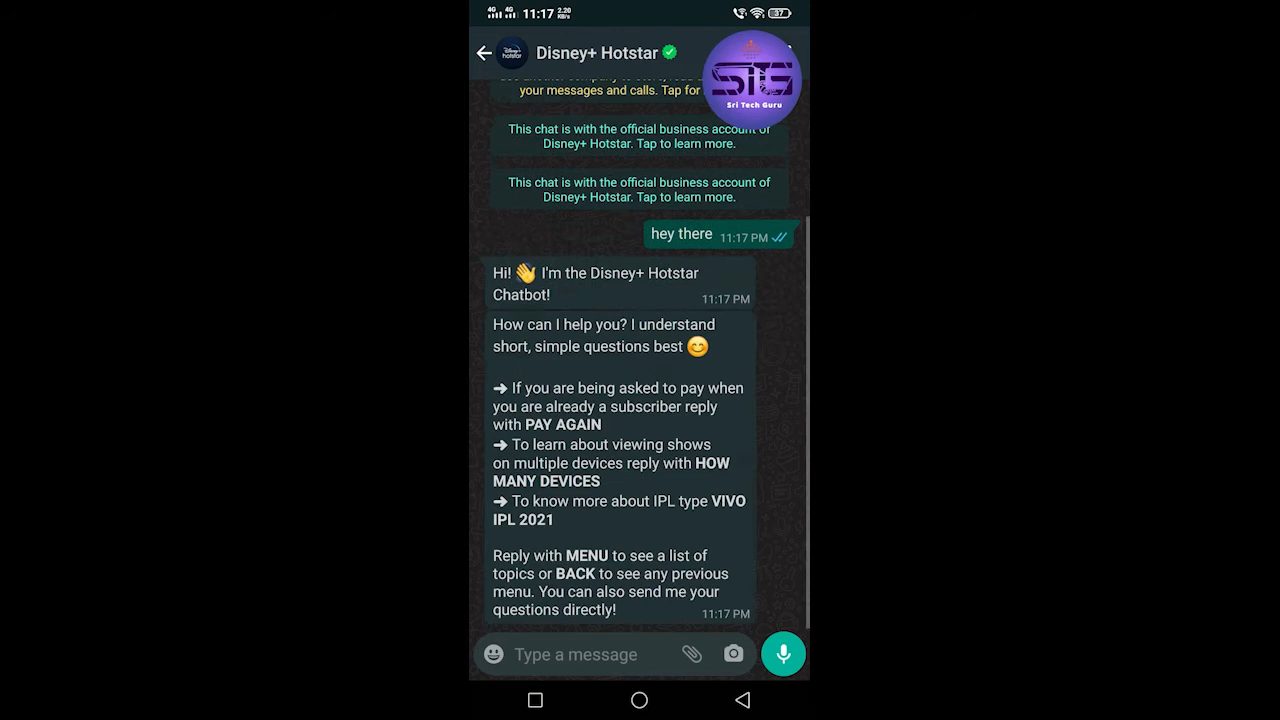 4G 4G 11:17 2.20 KB/s 37
Disney+ Hotstar
Disney+ hotstar
STG
Sri Tech Guru
your messages and calls. Tap for
This chat is with the official business account of
Disney+ Hotstar. Tap to learn more.
This chat is with the official business account of
Disney+ Hotstar. Tap to learn more.
hey there 11:17 PM
Hi! 👋 I'm the Disney+ Hotstar
Chatbot!
11:17 PM
How can I help you? I understand
short, simple questions best 😊
➜ If you are being asked to pay when
you are already a subscriber reply
with PAY AGAIN
➜ To learn about viewing shows
on multiple devices reply with HOW
MANY DEVICES
➜ To know more about IPL type VIVO
IPL 2021
Reply with MENU to see a list of
topics or BACK to see any previous
menu. You can also send me your
questions directly!
11:17 PM
Type a message